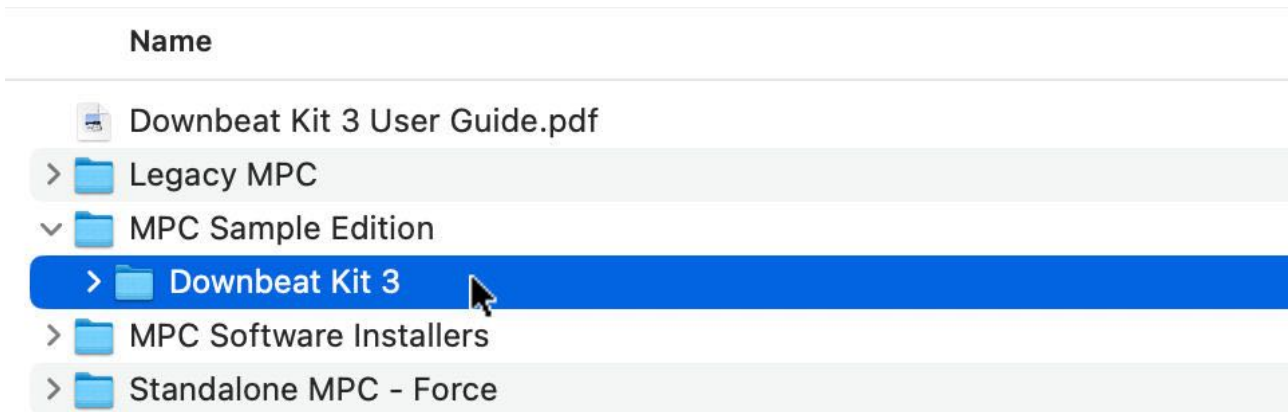 Name
Downbeat Kit 3 User Guide.pdf
Legacy MPC
MPC Sample Edition
Downbeat Kit 3
MPC Software Installers
Standalone MPC - Force